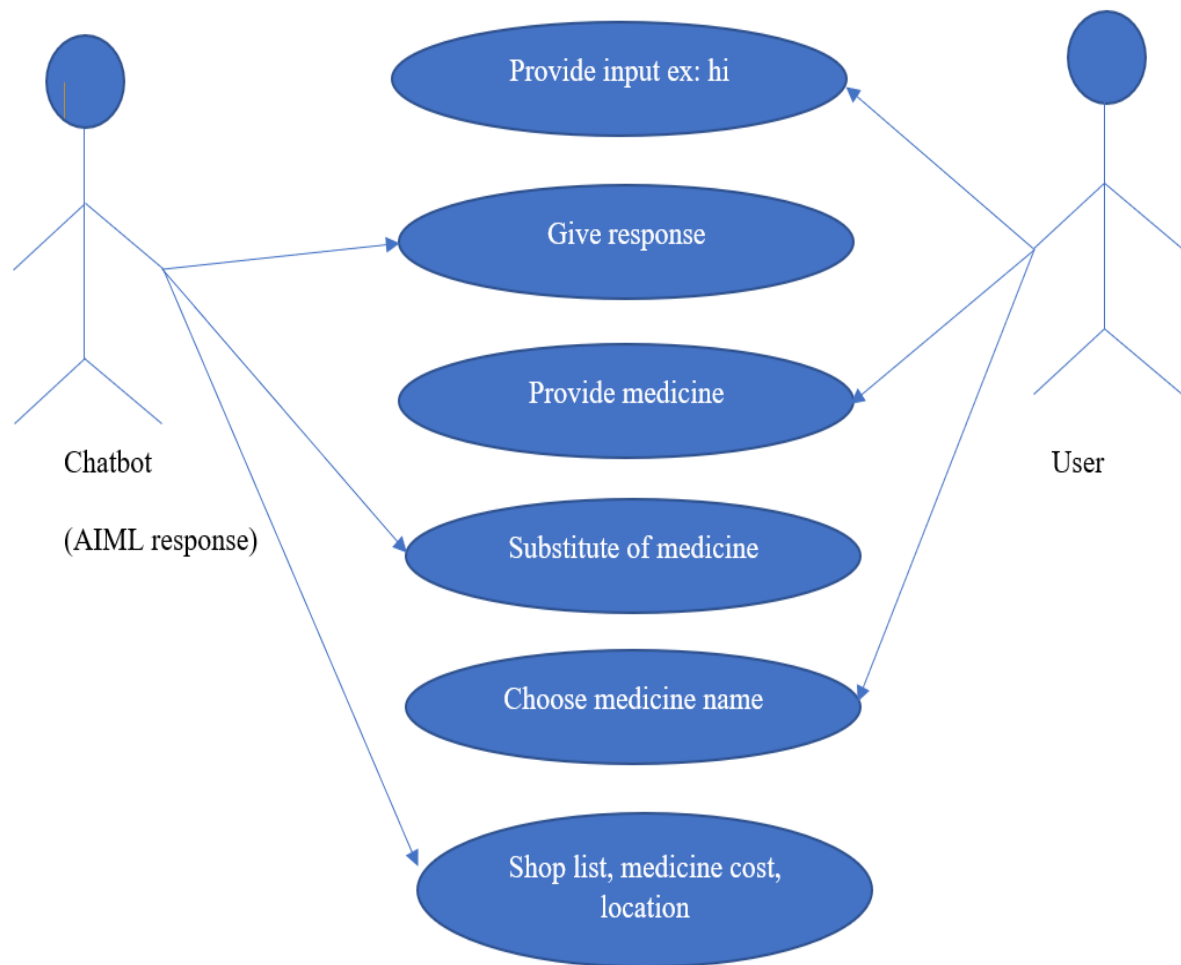 Provide input ex: hi
Give response
Provide medicine
Chatbot
User
(AIML response)
Substitute of medicine
Choose medicine name
Shop list, medicine cost,
location